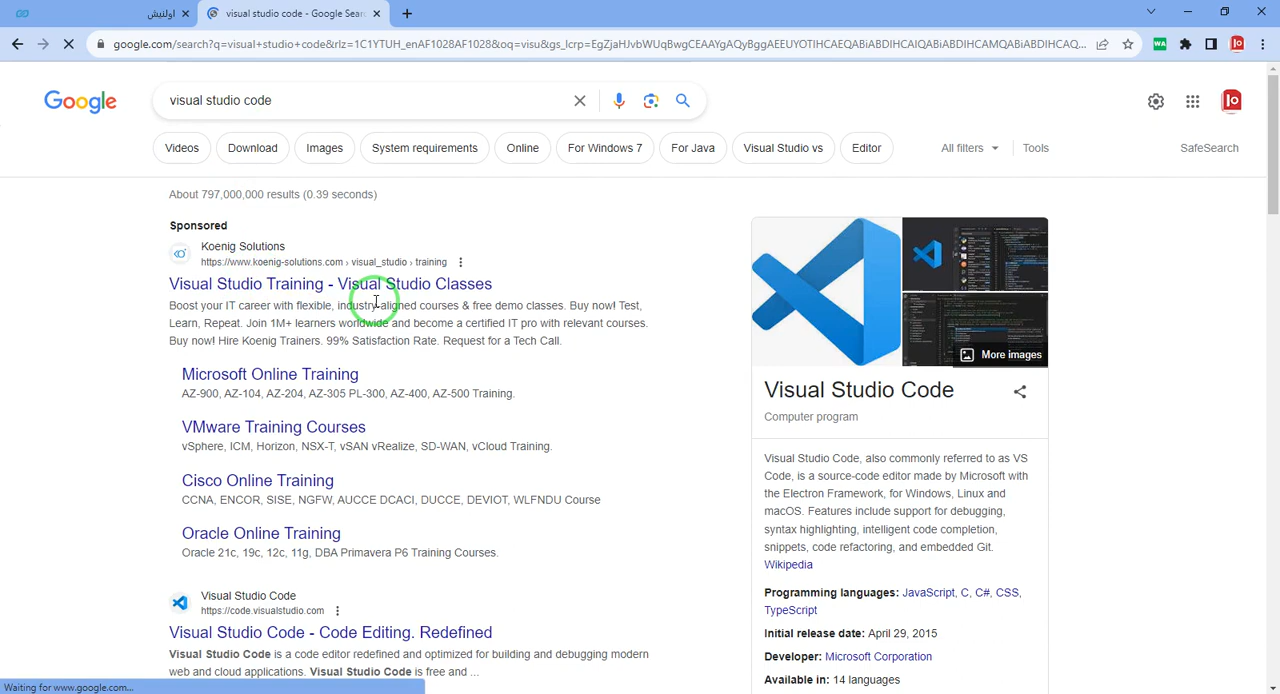 اولنیش
visual studio code - Google Sear
google.com/search?q=visual+studio+code&rlz=1C1YTUH_enAF1028AF1028&oq=visu&gs_lcrp=EgZjaHJvbWUqBwgCEAAYgAQyBggAEEUYOTIHCAEQABiABDIHCAIQABiABDIHCAMQABiABDIHCAQ...
WA
Google
visual studio code
Videos
Download
Images
System requirements
Online
For Windows 7
For Java
Visual Studio vs
Editor
All filters
Tools
SafeSearch
About 797,000,000 results (0.39 seconds)
Sponsored
Koenig Solutions
https://www.koenig-solutions.com › visual_studio › training
Visual Studio Training - Visual Studio Classes
Boost your IT career. Online, industry-aligned courses & free demo classes. Buy now! Test,
Learn, Repeat. Join learners worldwide and become a certified IT pro with relevant courses.
Buy now! Hire Koenig Trainers. 99% Satisfaction Rate. Request for a Tech Call.
Microsoft Online Training
AZ-900, AZ-104, AZ-204, AZ-305 PL-300, AZ-400, AZ-500 Training.
VMware Training Courses
vSphere, ICM, Horizon, NSX-T, vSAN vRealize, SD-WAN, vCloud Training.
Cisco Online Training
CCNA, ENCOR, SISE, NGFW, AUCCE DCACI, DUCCE, DEVIOT, WLFNDU Course
Oracle Online Training
Oracle 21c, 19c, 12c, 11g, DBA Primavera P6 Training Courses.
Visual Studio Code
https://code.visualstudio.com
Visual Studio Code - Code Editing. Redefined
Visual Studio Code is a code editor redefined and optimized for building and debugging modern
web and cloud applications. Visual Studio Code is free and ...
More images
Visual Studio Code
Computer program
Visual Studio Code, also commonly referred to as VS
Code, is a source-code editor made by Microsoft with
the Electron Framework, for Windows, Linux and
macOS. Features include support for debugging,
syntax highlighting, intelligent code completion,
snippets, code refactoring, and embedded Git.
Wikipedia
Programming languages: JavaScript, C, C#, CSS,
TypeScript
Initial release date: April 29, 2015
Developer: Microsoft Corporation
Available in: 14 languages
Waiting for www.google.com...